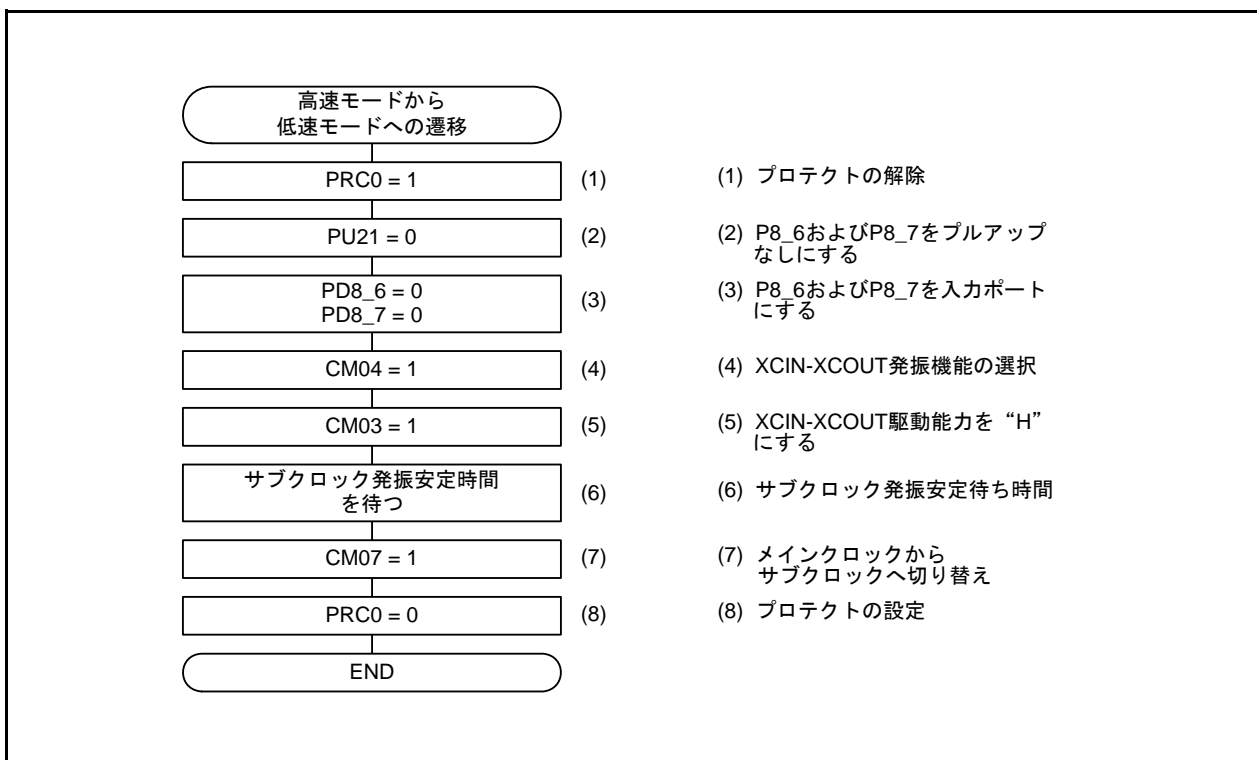 高速モードから
低速モードへの遷移
PRC0 = 1
(1)
(1) プロテクトの解除
PU21 = 0
(2)
(2) P8_6およびP8_7をプルアップ
なしにする
PD8_6 = 0
PD8_7 = 0
(3)
(3) P8_6およびP8_7を入力ポート
にする
CM04 = 1
(4)
(4) XCIN-XCOUT発振機能の選択
CM03 = 1
(5)
(5) XCIN-XCOUT駆動能力を“H”
にする
サブクロック発振安定時間
を待つ
(6)
(6) サブクロック発振安定待ち時間
CM07 = 1
(7)
(7) メインクロックから
サブクロックへ切り替え
PRC0 = 0
(8)
(8) プロテクトの設定
END